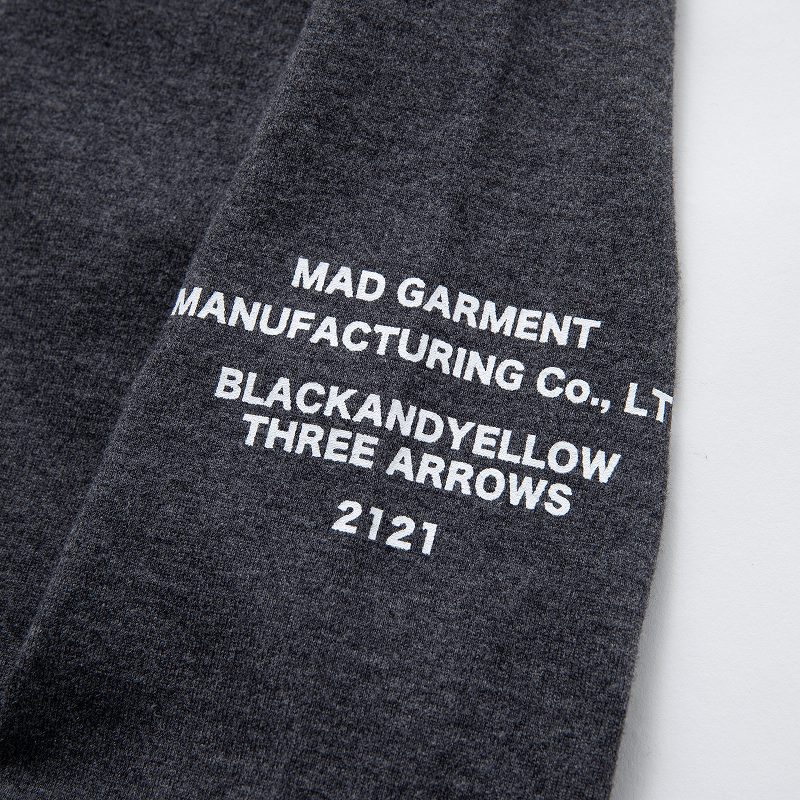 MAD GARMENT
MANUFACTURING Co., LT
BLACKANDYELLOW
THREE ARROWS
2121